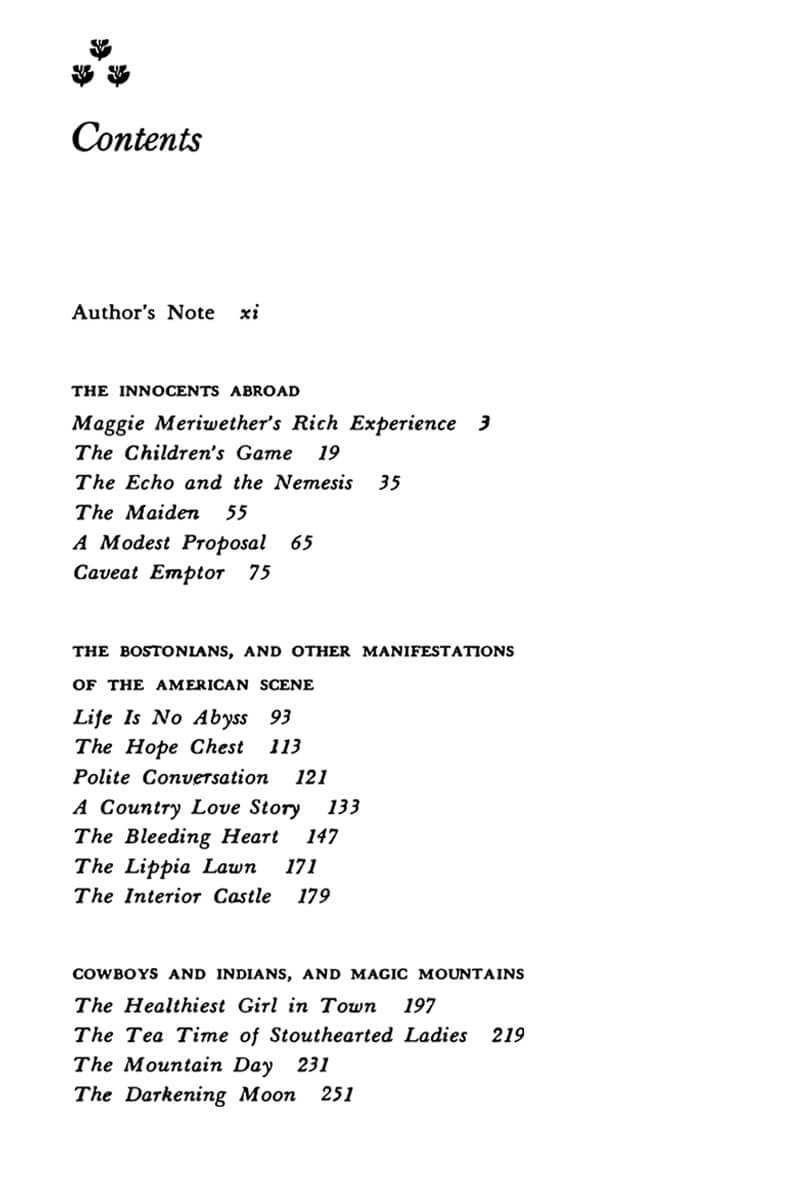 Contents
Author's Note xi
THE INNOCENTS ABROAD
Maggie Meriwether's Rich Experience 3
The Children's Game 19
The Echo and the Nemesis 35
The Maiden 55
A Modest Proposal 65
Caveat Emptor 75
THE BOSTONIANS, AND OTHER MANIFESTATIONS
OF THE AMERICAN SCENE
Life Is No Abyss 93
The Hope Chest 113
Polite Conversation 121
A Country Love Story 133
The Bleeding Heart 147
The Lippia Lawn 171
The Interior Castle 179
COWBOYS AND INDIANS, AND MAGIC MOUNTAINS
The Healthiest Girl in Town 197
The Tea Time of Stouthearted Ladies 219
The Mountain Day 231
The Darkening Moon 251